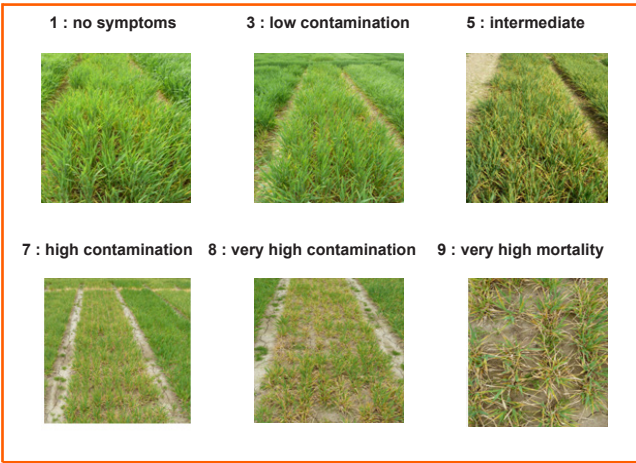 1 : no symptoms 3 : low contamination 5 : intermediate
7 : high contamination 8 : very high contamination 9 : very high mortality